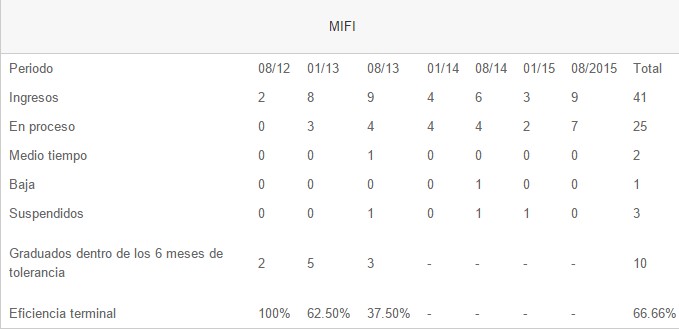 MIFI
Periodo 08/12 01/13 08/13 01/14 08/14 01/15 08/2015 Total
Ingresos 2 8 9 4 6 3 9 41
En proceso 0 3 4 4 4 2 7 25
Medio tiempo 0 0 1 0 0 0 0 2
Baja 0 0 0 0 1 0 0 1
Suspendidos 0 0 1 0 1 1 0 3
Graduados dentro de los 6 meses de
tolerancia 2 5 3 - - - - 10
Eficiencia terminal 100% 62.50% 37.50% - - - - 66.66%